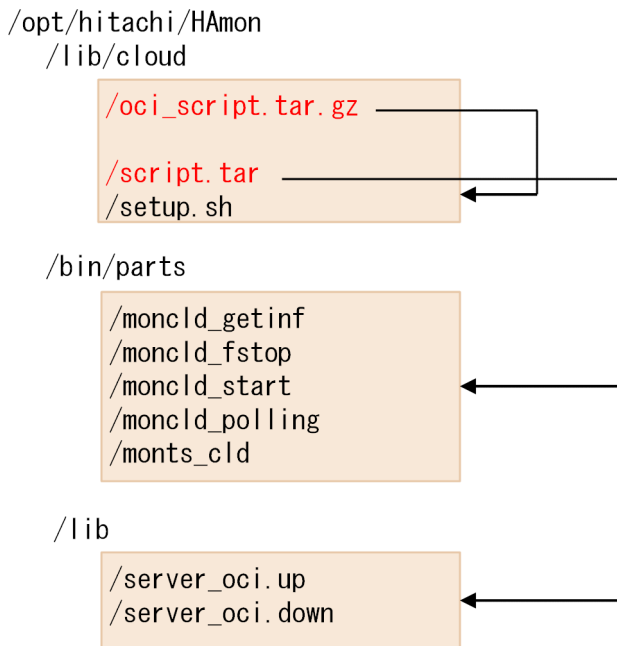 /opt/hitachi/HAmon
/lib/cloud
/oci_script.tar.gz
/script.tar
/setup.sh
/bin/parts
/moncld_getinf
/moncld_fstop
/moncld_start
/moncld_polling
/monts_cld
/lib
/server_oci.up
/server_oci.down